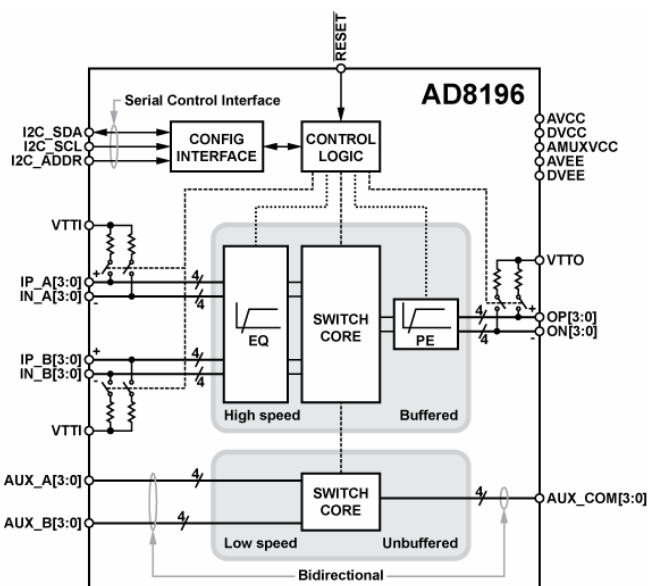 RESET
AD8196
Serial Control Interface
I2C_SDA
I2C_SCL
I2C_ADDR
CONFIG
INTERFACE
CONTROL
LOGIC
AVCC
DVCC
AMUXVCC
AVEE
DVEE
VTTI
+
IP_A[3:0]
IN_A[3:0]
-
4
4
EQ
SWITCH
CORE
PE
VTTO
+
OP[3:0]
ON[3:0]
-
4
4
+
IP_B[3:0]
IN_B[3:0]
-
4
4
VTTI
High speed
Buffered
AUX_A[3:0]
4
AUX_B[3:0]
4
SWITCH
CORE
4
AUX_COM[3:0]
Low speed
Unbuffered
Bidirectional